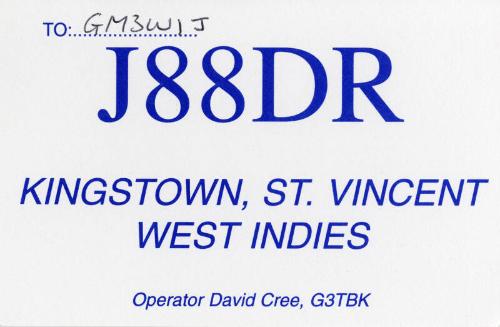 TO: GM3WIJ
J88DR
KINGSTOWN, ST. VINCENT
WEST INDIES
Operator David Cree, G3TBK